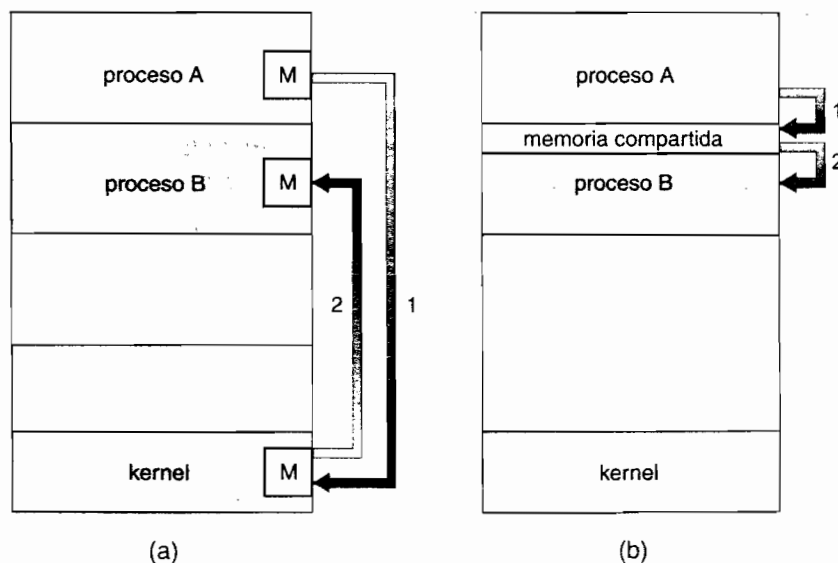 proceso A
M
proceso B
M
2
1
kernel
M
(a)
proceso A
1
memoria compartida
2
proceso B
kernel
(b)